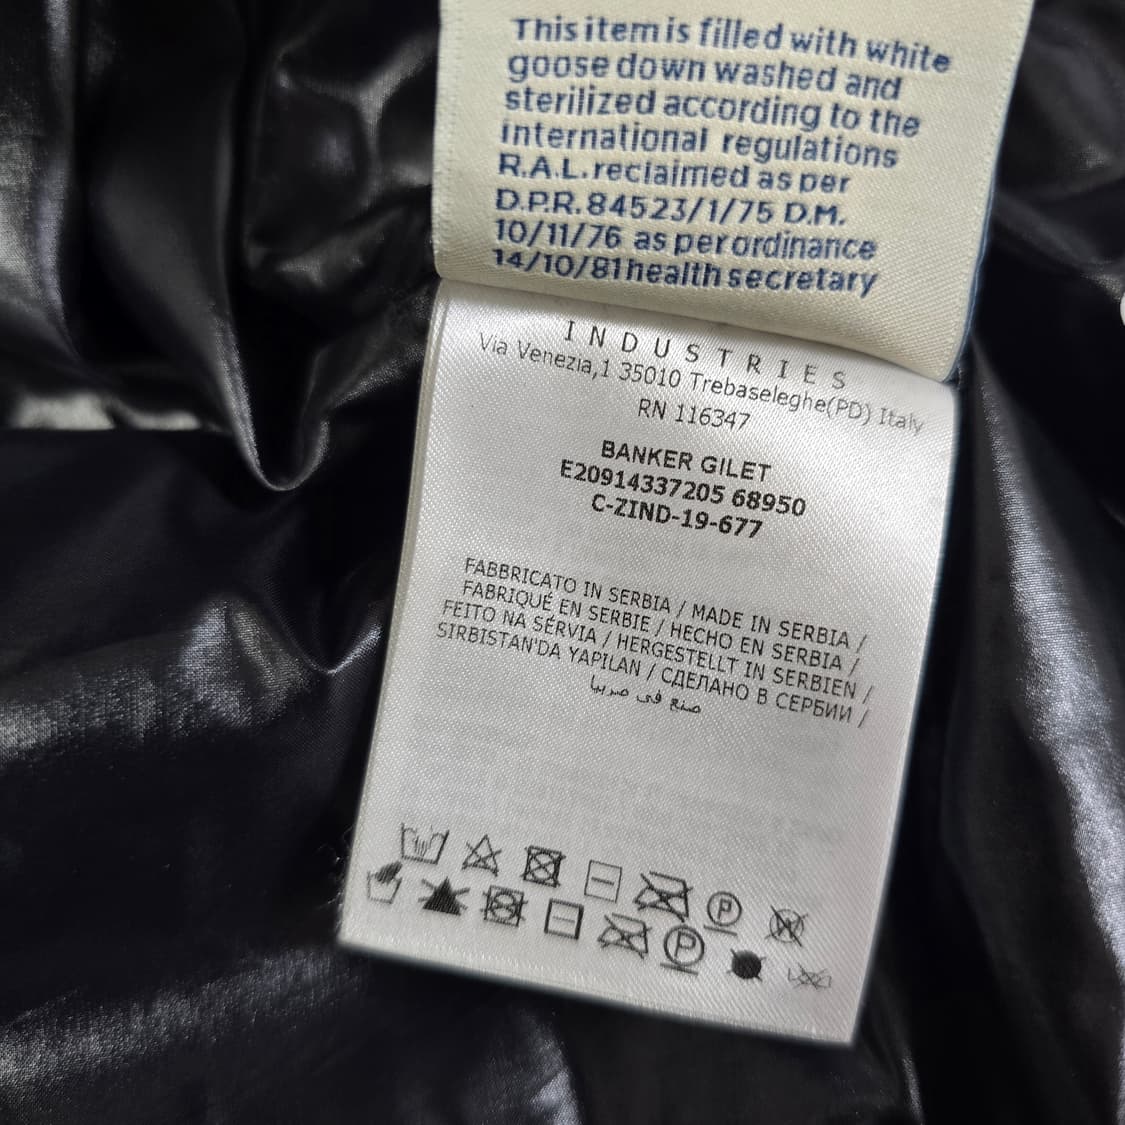 This item is filled with white
goose down washed and
sterilized according to the
international regulations
R.A.L. reclaimed as per
D.P.R. 845 23/1/75 D.M.
10/11/76 as per ordinance
14/10/81 health secretary
INDUSTRIES
Via Venezia,1 35010 Trebaseleghe(PD) Italy
RN 116347
BANKER GILET
E20914337205 68950
C-ZIND-19-677
FABBRICATO IN SERBIA / MADE IN SERBIA /
FABRIQUÉ EN SERBIE / HECHO EN SERBIA /
FEITO NA SÉRVIA / HERGESTELLT IN SERBIEN /
SIRBISTAN'DA YAPILAN / СДЕЛАНО В СЕРБИИ /
صنع في صربيا
P W
P